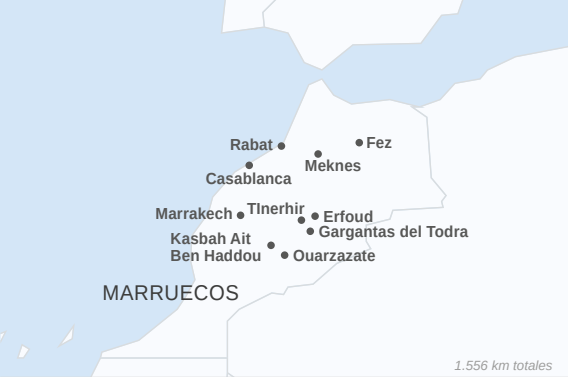 Rabat
Fez
Meknes
Casablanca
Marrakech
TInerhir
Erfoud
Gargantas del Todra
Kasbah Ait
Ben Haddou
Ouarzazate
MARRUECOS
1.556 km totales